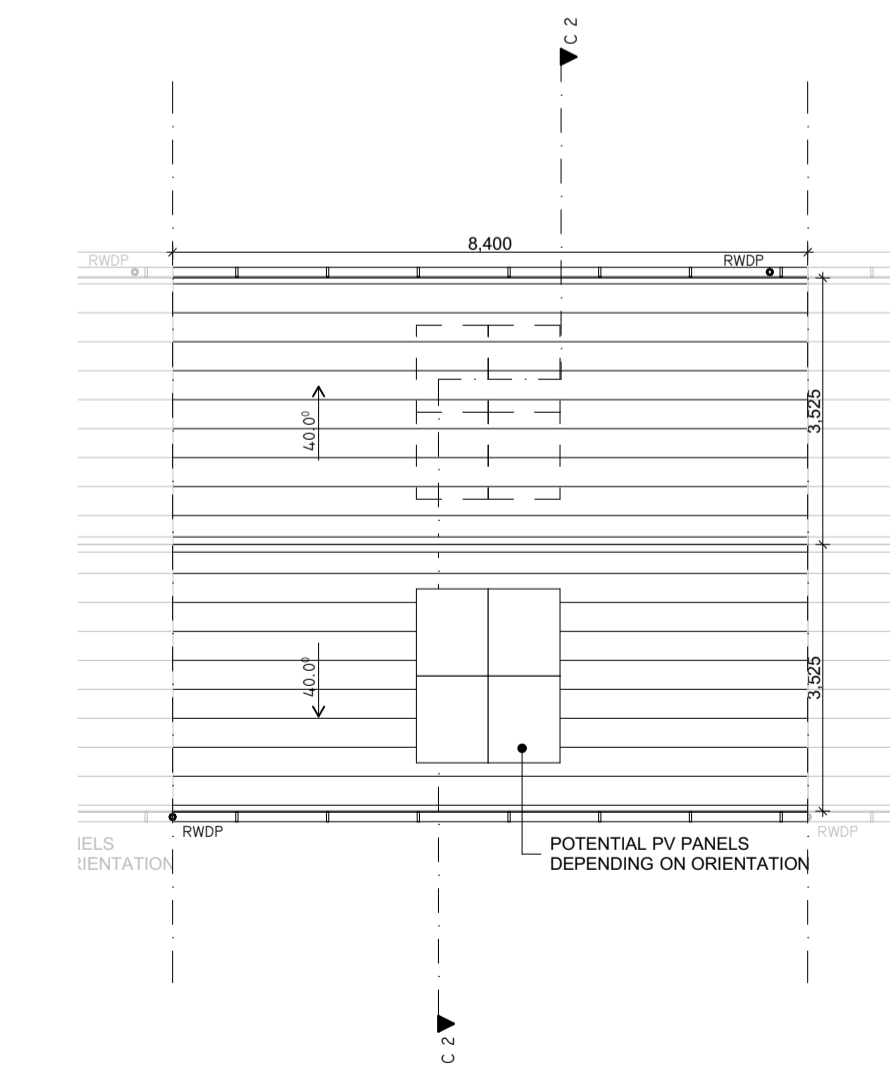 C 2
8,400
RWDP
RWDP
3,525
40.0°
3,525
40.0°
RWDP
RWDP
NELS
RIENTATION
POTENTIAL PV PANELS
DEPENDING ON ORIENTATION
C 2